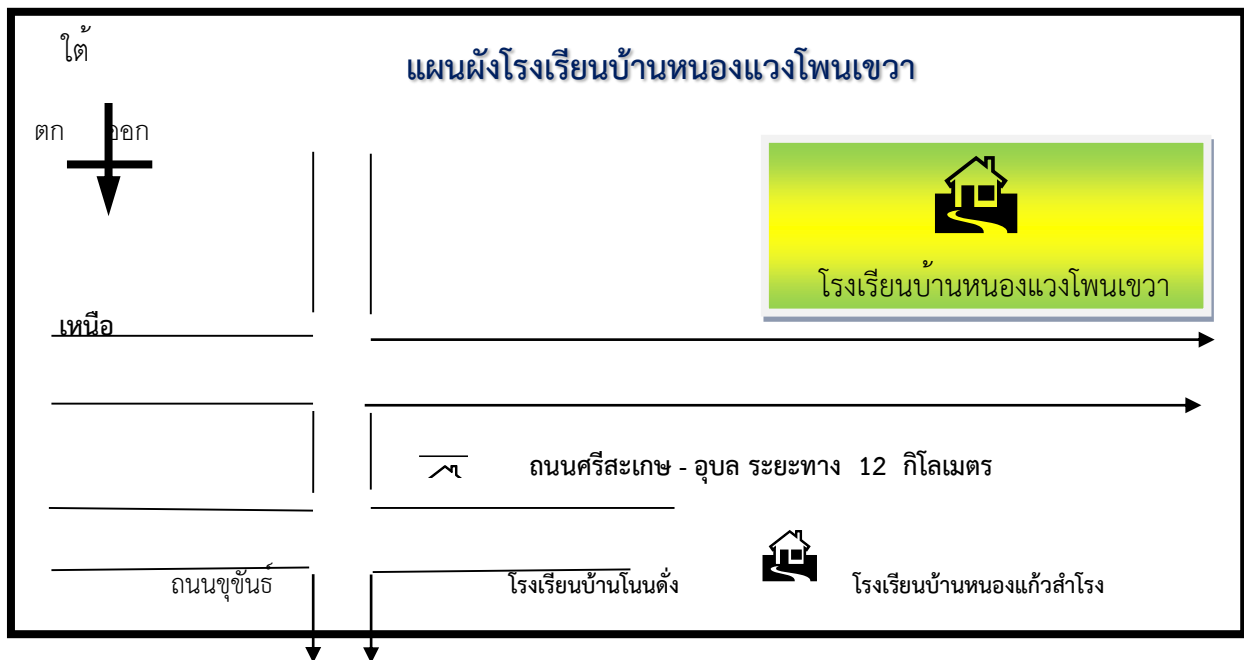 ใต้
แผนผังโรงเรียนบ้านหนองแวงโพนเขวา
ตก ออก
โรงเรียนบ้านหนองแวงโพนเขวา
เหนือ
ถนนศรีสะเกษ - อุบล ระยะทาง 12 กิโลเมตร
ถนนขุขันธ์ โรงเรียนบ้านโนนดั่ง โรงเรียนบ้านหนองแก้วสำโรง